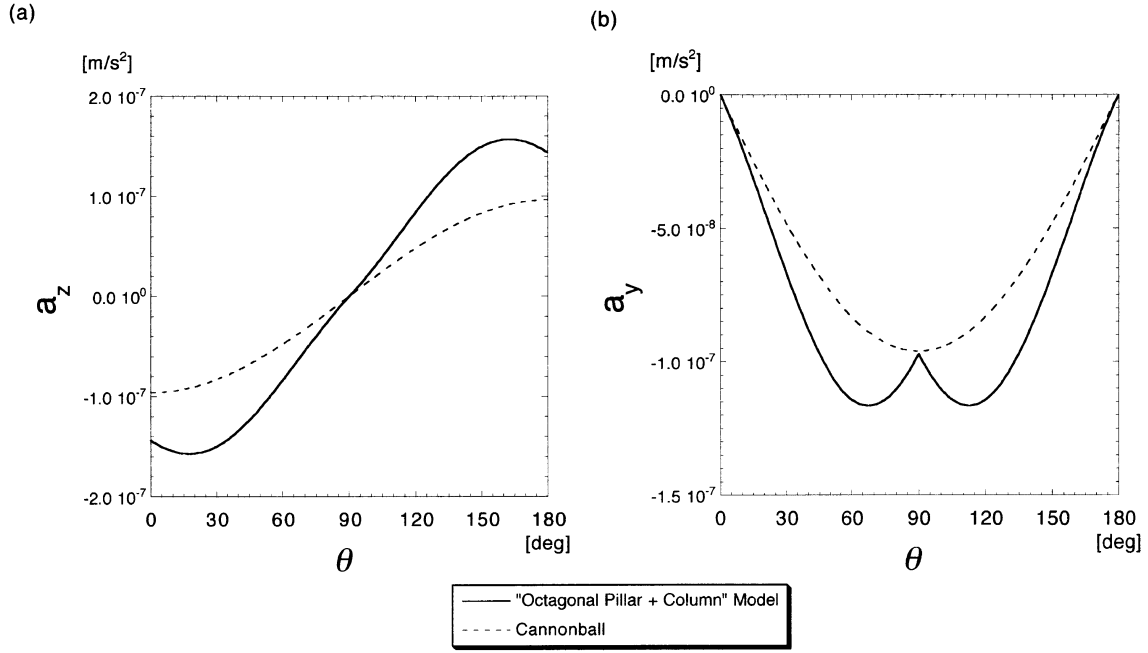 (a)
[m/s²]
2.0 10⁻⁷
1.0 10⁻⁷
0.0 10⁰
-1.0 10⁻⁷
-2.0 10⁻⁷
a_z
0 30 60 90 120 150 180
[deg]
θ
(b)
[m/s²]
0.0 10⁰
-5.0 10⁻⁸
-1.0 10⁻⁷
-1.5 10⁻⁷
a_y
0 30 60 90 120 150 180
[deg]
θ
"Octagonal Pillar + Column" Model
Cannonball